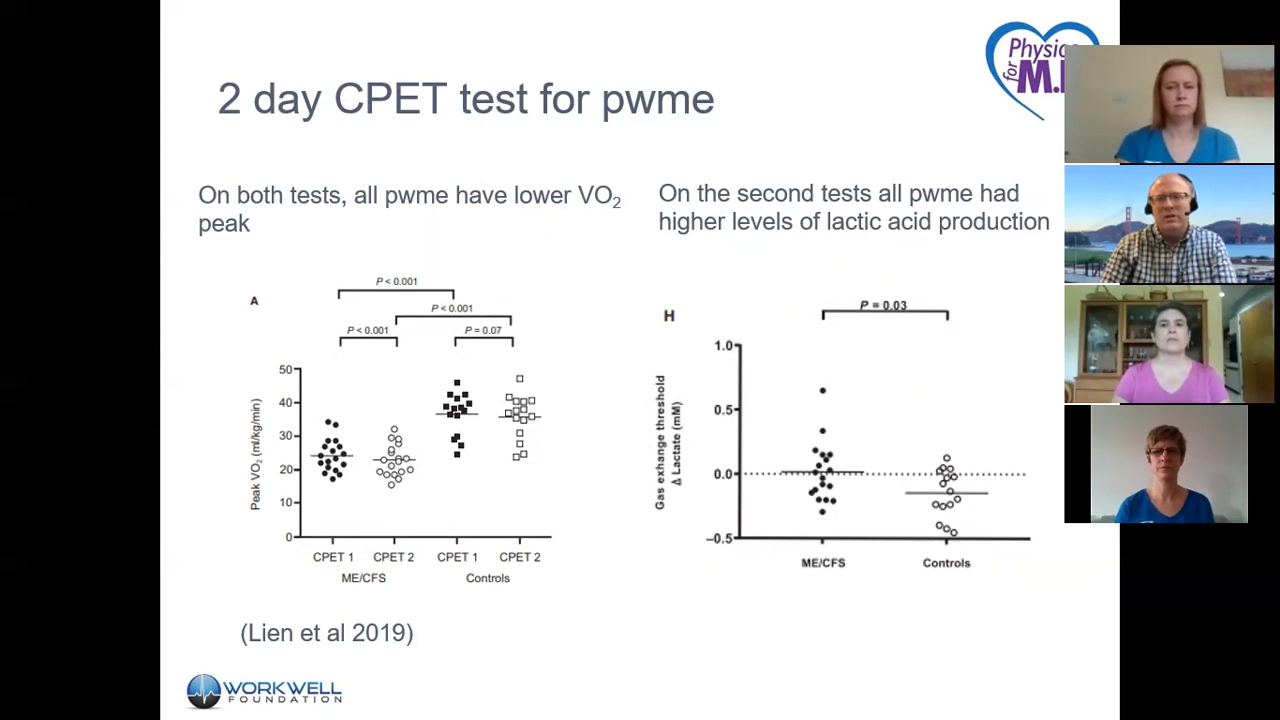 2 day CPET test for pwme
Physio
for
M.
On both tests, all pwme have lower VO2
peak
On the second tests all pwme had
higher levels of lactic acid production
A
P < 0.001
P < 0.001
P < 0.001
P = 0.07
50
40
30
20
10
0
Peak VO2 (ml/kg/min)
CPET 1
CPET 2
CPET 1
CPET 2
ME/CFS
Controls
H
P = 0.03
1.0
0.5
0.0
–0.5
Gas exhange threshold
Δ Lactate (mM)
ME/CFS
Controls
(Lien et al 2019)
WORKWELL
FOUNDATION